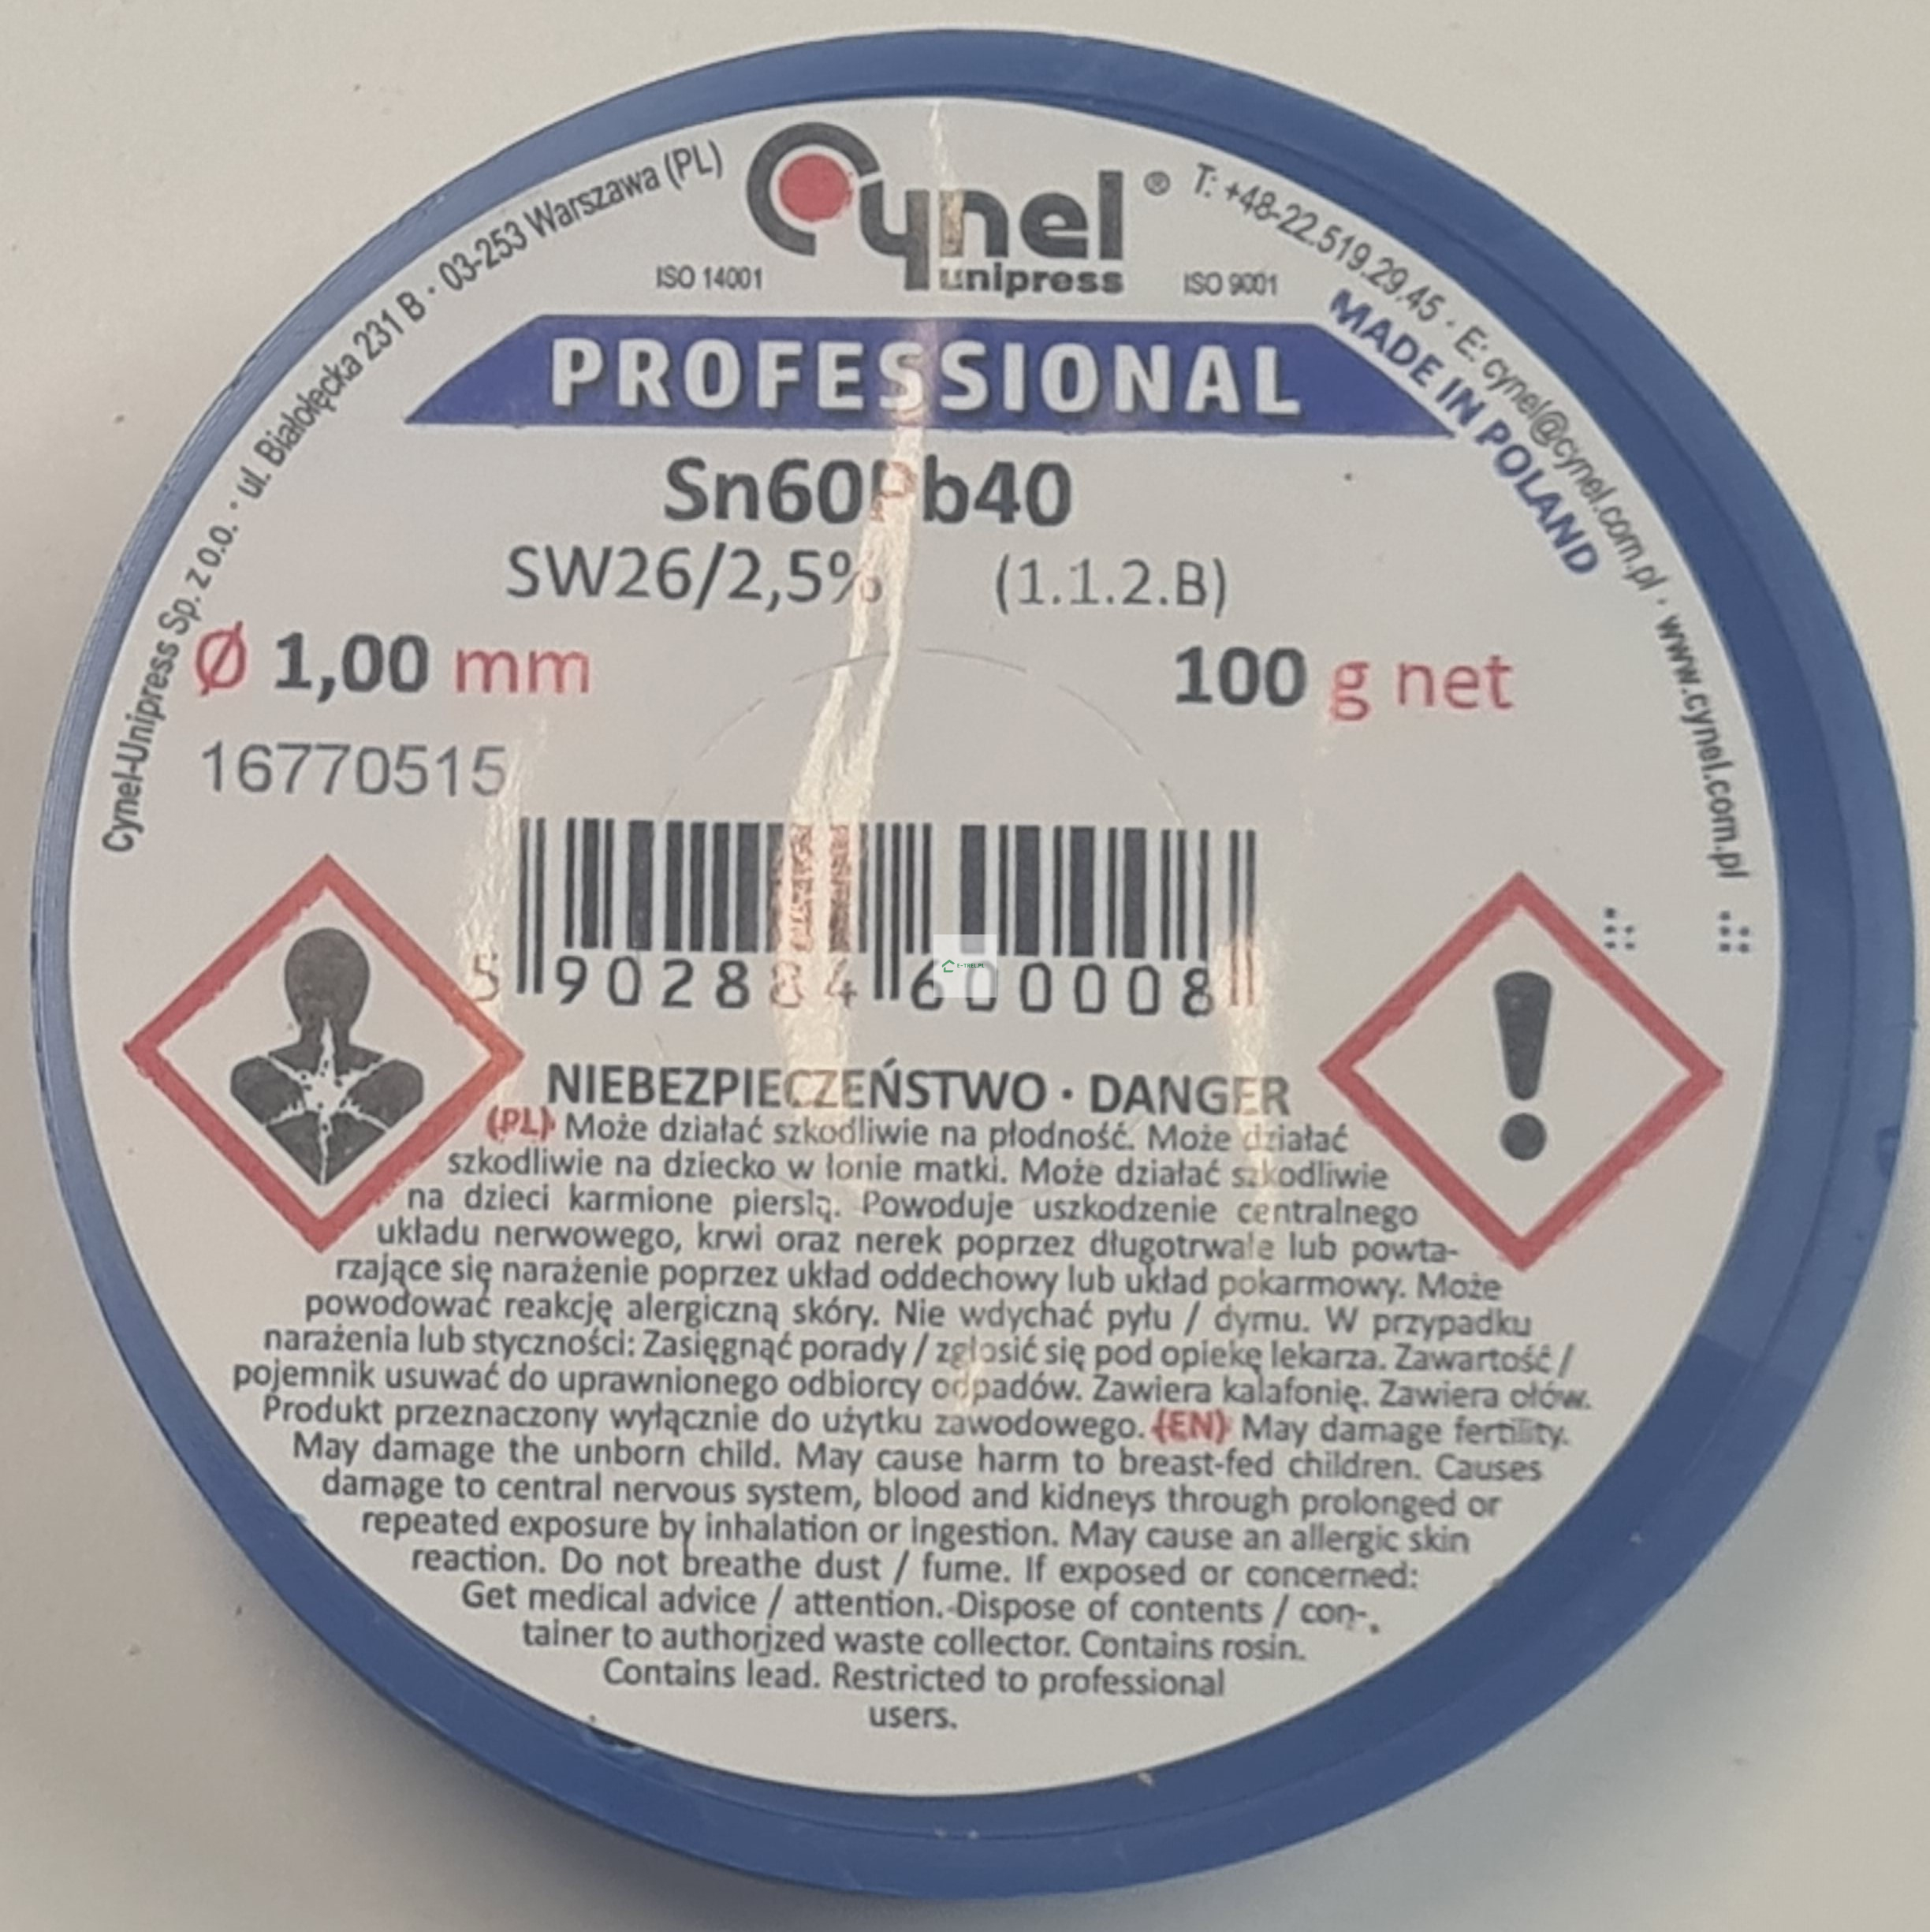 Cynel-Unipress Sp. z o.o. · ul. Białołęcka 231 B · 03-253 Warszawa (PL)
Cynel ®
unipress
T: +48-22.519.29.45 · E: cynel@cynel.com.pl · www.cynel.com.pl
ISO 14001
ISO 9001
MADE IN POLAND
PROFESSIONAL
Sn60Pb40
SW26/2,5% (1.1.2.B)
Ø 1,00 mm 100 g net
16770515
5 902884 600008
E-TREL.PL
NIEBEZPIECZEŃSTWO · DANGER
(PL) Może działać szkodliwie na płodność. Może działać
szkodliwie na dziecko w łonie matki. Może działać szkodliwie
na dzieci karmione piersią. Powoduje uszkodzenie centralnego
układu nerwowego, krwi oraz nerek poprzez długotrwałe lub powta-
rzające się narażenie poprzez układ oddechowy lub układ pokarmowy. Może
powodować reakcję alergiczną skóry. Nie wdychać pyłu / dymu. W przypadku
narażenia lub styczności: Zasięgnąć porady / zgłosić się pod opiekę lekarza. Zawartość /
pojemnik usuwać do uprawnionego odbiorcy odpadów. Zawiera kalafonię. Zawiera ołów.
Produkt przeznaczony wyłącznie do użytku zawodowego. (EN) May damage fertility.
May damage the unborn child. May cause harm to breast-fed children. Causes
damage to central nervous system, blood and kidneys through prolonged or
repeated exposure by inhalation or ingestion. May cause an allergic skin
reaction. Do not breathe dust / fume. If exposed or concerned:
Get medical advice / attention. Dispose of contents / con-
tainer to authorized waste collector. Contains rosin.
Contains lead. Restricted to professional
users.